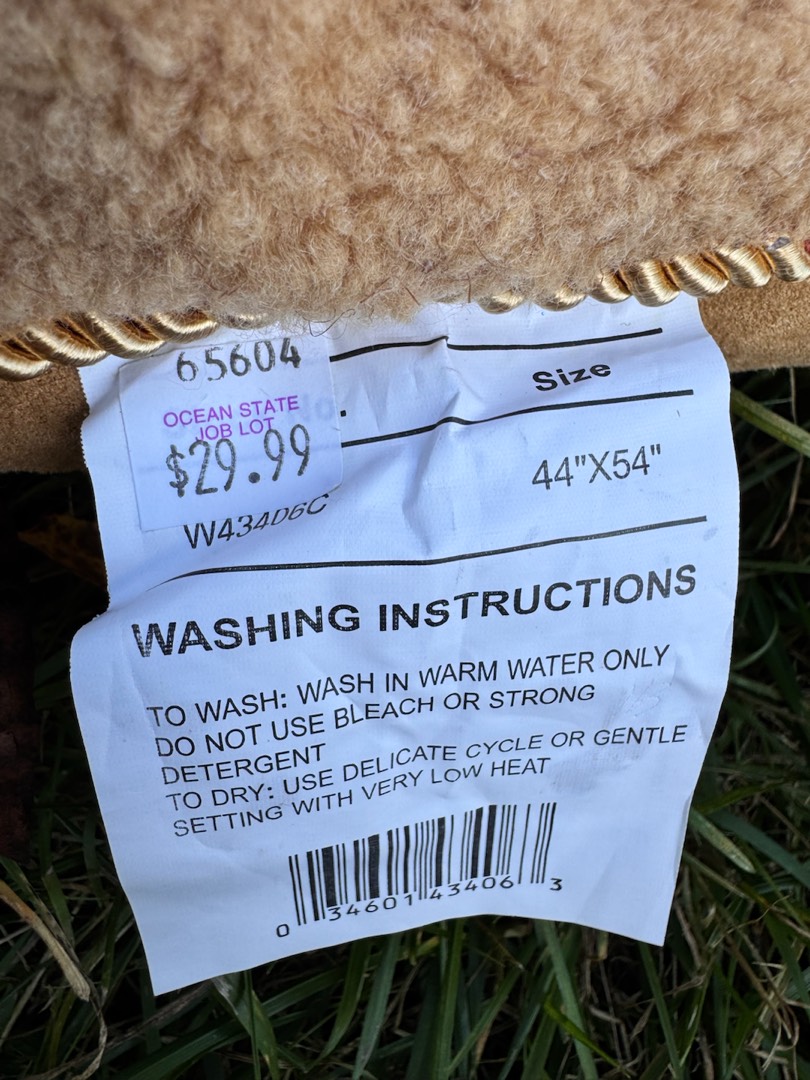 65604
OCEAN STATE
JOB LOT
$29.99
Size
44"X54"
W434D6C
WASHING INSTRUCTIONS
TO WASH: WASH IN WARM WATER ONLY
DO NOT USE BLEACH OR STRONG
DETERGENT
TO DRY: USE DELICATE CYCLE OR GENTLE
SETTING WITH VERY LOW HEAT
0 34601 43406 3